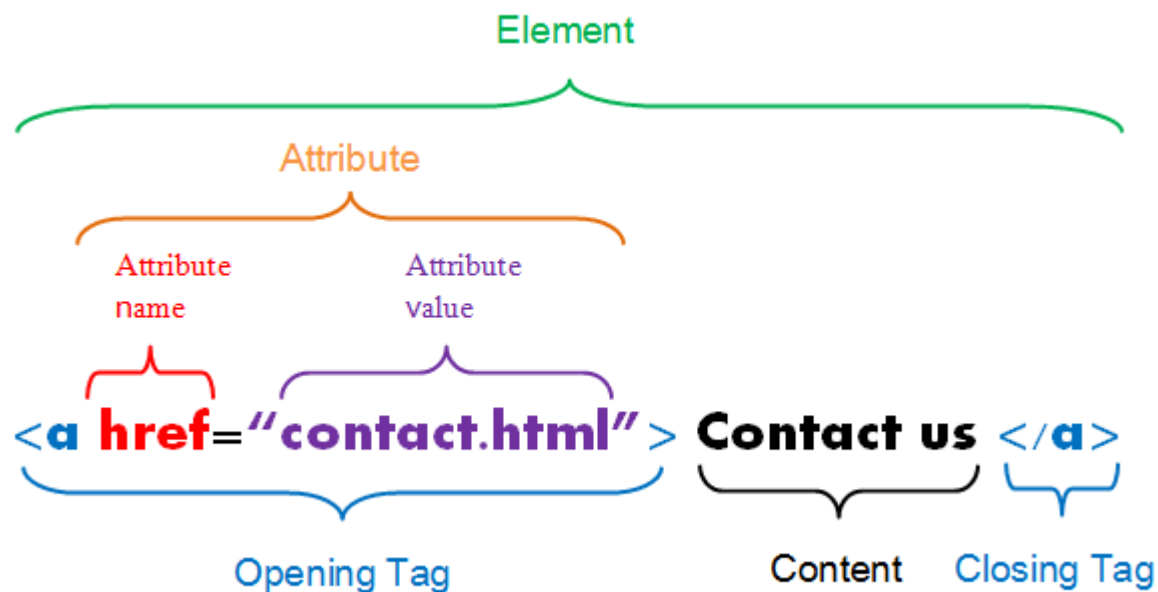 Element
Attribute
Attribute name
Attribute value
<a href=“contact.html”> Contact us </a>
Opening Tag
Content
Closing Tag